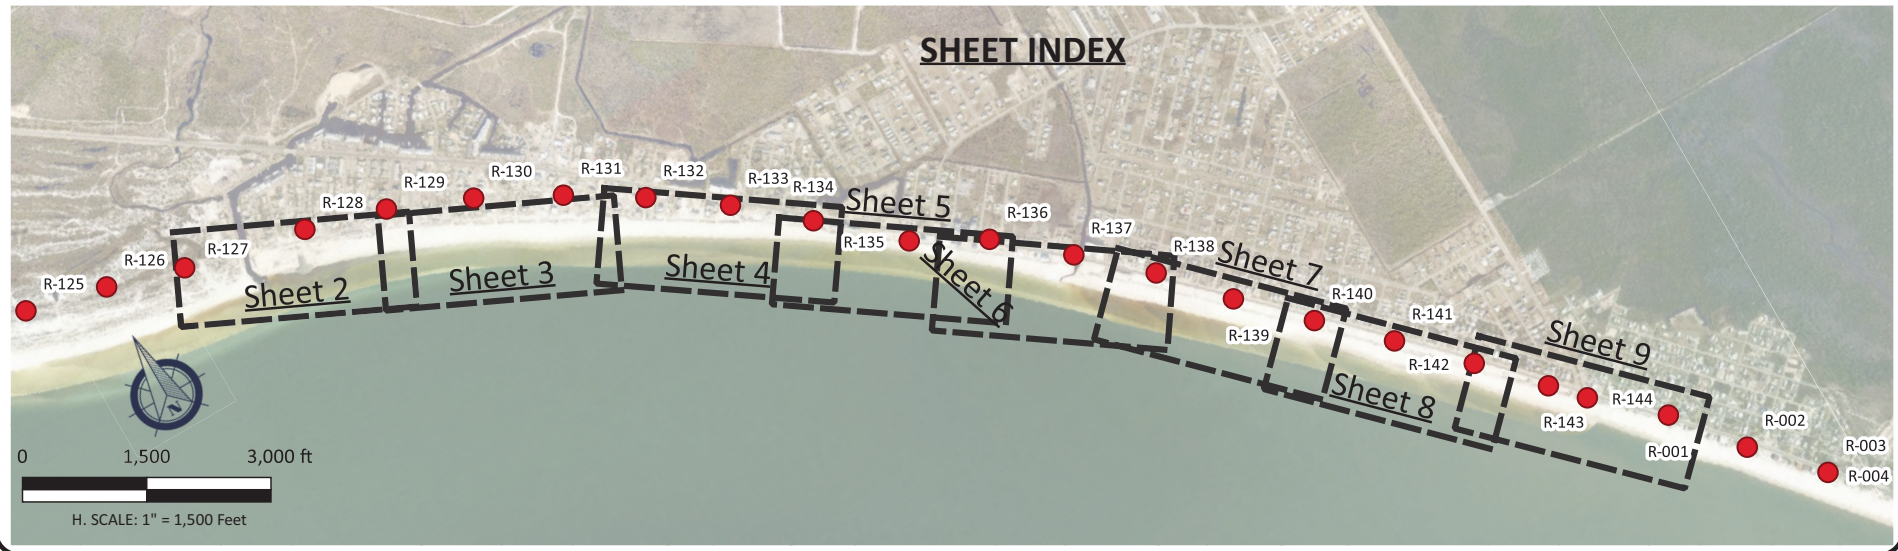 SHEET INDEX
R-125
R-126
R-127
R-128
R-129
R-130
R-131
R-132
R-133
R-134
R-135
R-136
R-137
R-138
R-139
R-140
R-141
R-142
R-143
R-144
R-001
R-002
R-003
R-004
Sheet 2
Sheet 3
Sheet 4
Sheet 5
Sheet 6
Sheet 7
Sheet 8
Sheet 9
N
0 1,500 3,000 ft
H. SCALE: 1" = 1,500 Feet